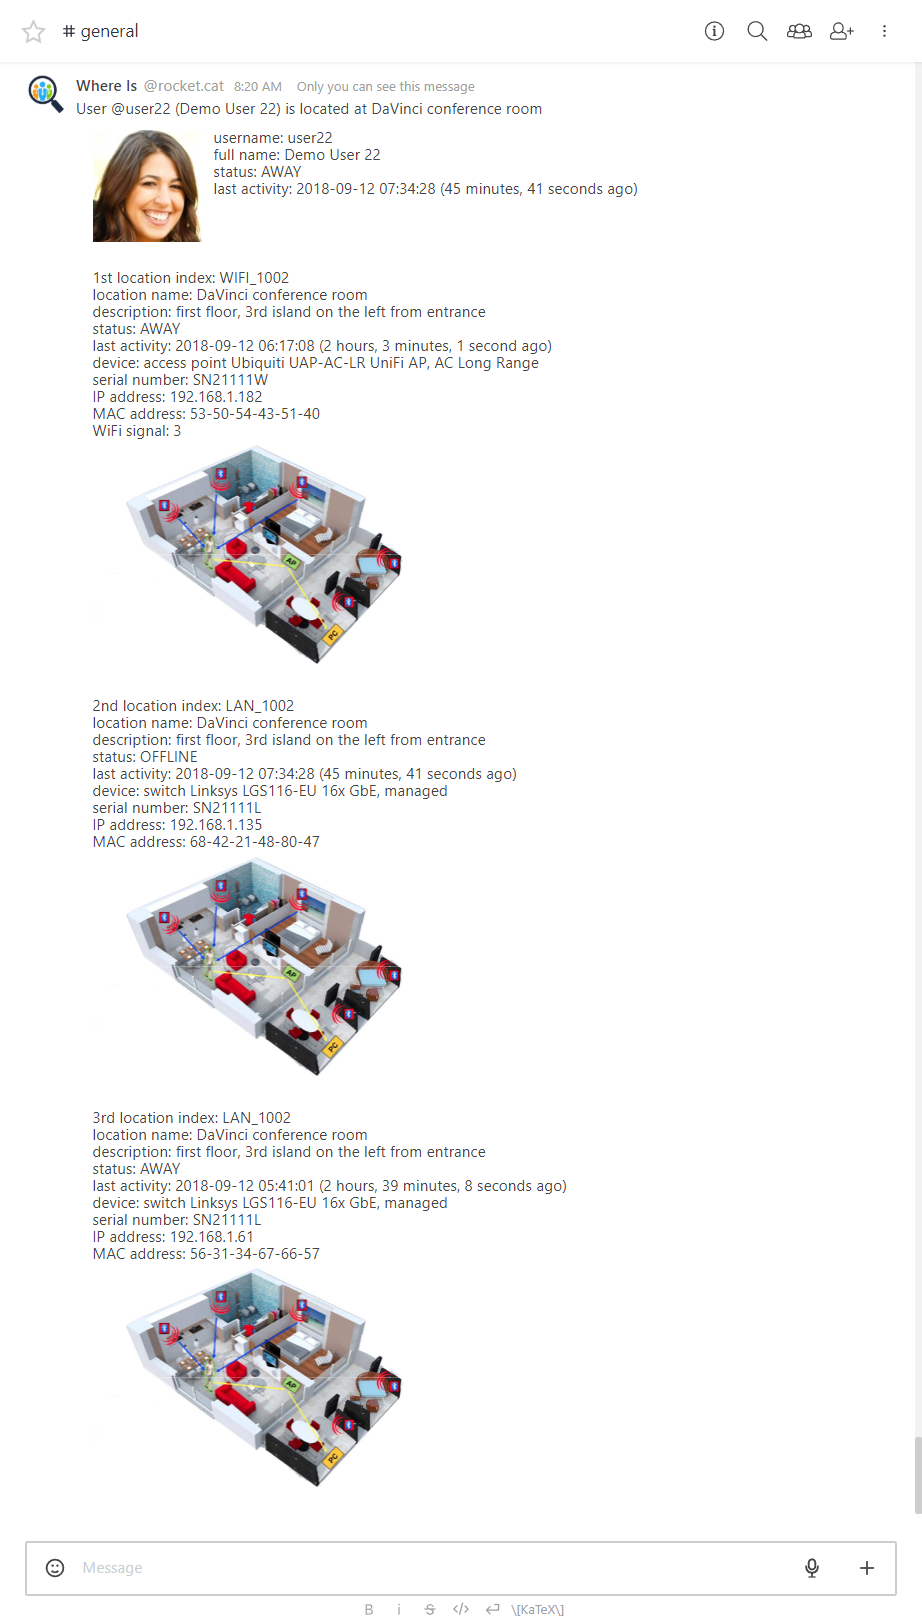 # general
Where Is @rocket.cat 8:20 AM Only you can see this message
User @user22 (Demo User 22) is located at DaVinci conference room
username: user22
full name: Demo User 22
status: AWAY
last activity: 2018-09-12 07:34:28 (45 minutes, 41 seconds ago)
1st location index: WIFI_1002
location name: DaVinci conference room
description: first floor, 3rd island on the left from entrance
status: AWAY
last activity: 2018-09-12 06:17:08 (2 hours, 3 minutes, 1 second ago)
device: access point Ubiquiti UAP-AC-LR UniFi AP, AC Long Range
serial number: SN21111W
IP address: 192.168.1.182
MAC address: 53-50-54-43-51-40
WiFi signal: 3
AP
PC
2nd location index: LAN_1002
location name: DaVinci conference room
description: first floor, 3rd island on the left from entrance
status: OFFLINE
last activity: 2018-09-12 07:34:28 (45 minutes, 41 seconds ago)
device: switch Linksys LGS116-EU 16x GbE, managed
serial number: SN21111L
IP address: 192.168.1.135
MAC address: 68-42-21-48-80-47
AP
PC
3rd location index: LAN_1002
location name: DaVinci conference room
description: first floor, 3rd island on the left from entrance
status: AWAY
last activity: 2018-09-12 05:41:01 (2 hours, 39 minutes, 8 seconds ago)
device: switch Linksys LGS116-EU 16x GbE, managed
serial number: SN21111L
IP address: 192.168.1.61
MAC address: 56-31-34-67-66-57
AP
PC
Message
B i S </> \[KaTeX\]